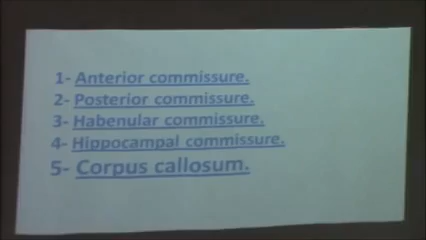 1- Anterior commissure.
2- Posterior commissure.
3- Habenular commissure.
4- Hippocampal commissure.
5- Corpus callosum.